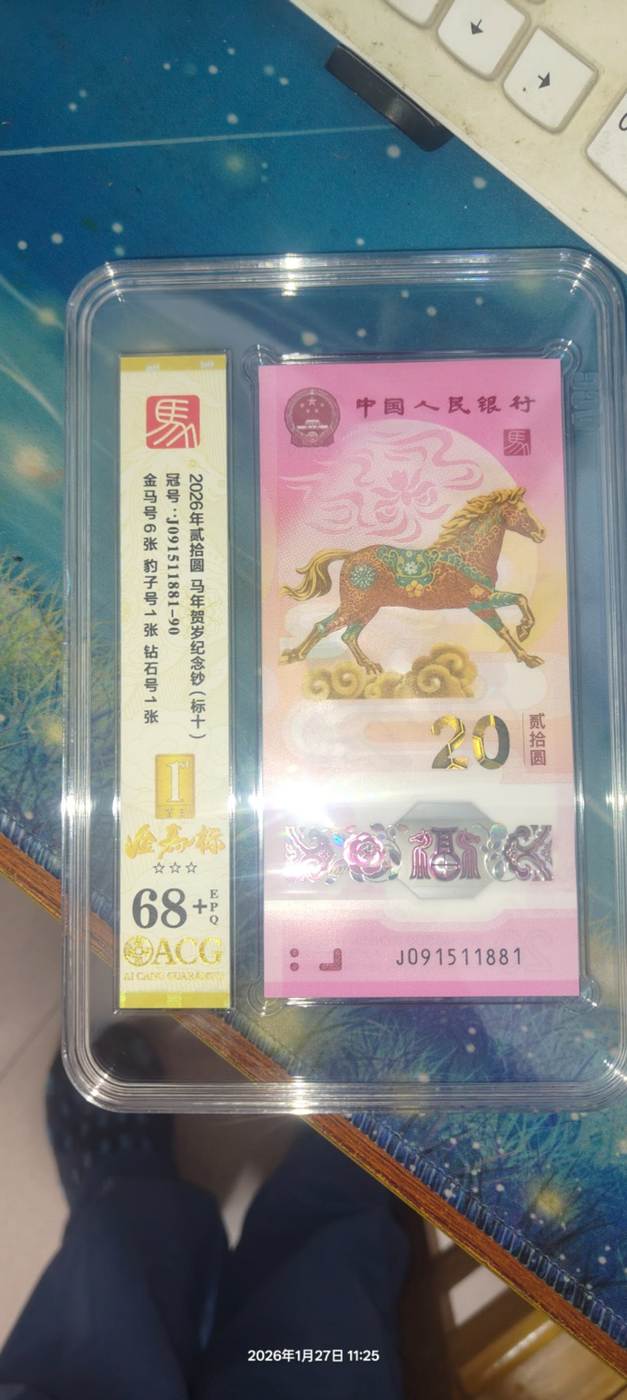 馬
2026年贰拾圆 马年贺岁纪念钞（标十）
冠号：J091511881-90
金马号6张 豹子号1张 钻石号1张
☆☆☆
68+EPQ
ACG
中国人民银行
馬
20
贰拾圆
福
J091511881
2026年1月27日 11:25